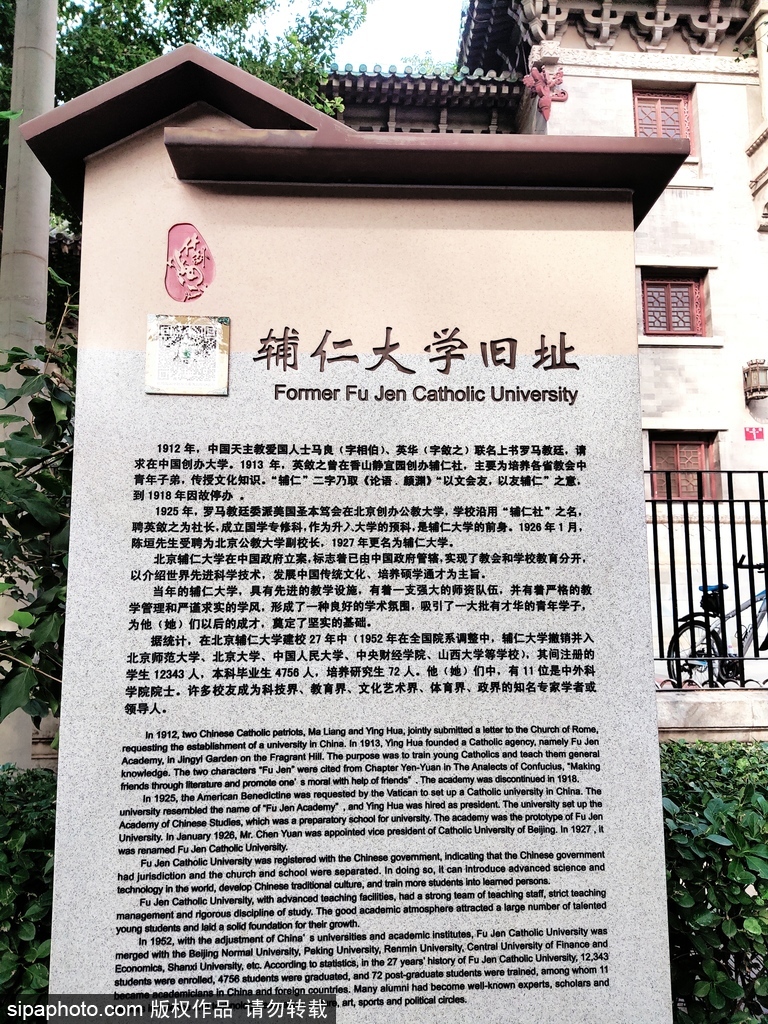 辅仁大学旧址
Former Fu Jen Catholic University
1912 年，中国天主教爱国人士马良（字相伯）、英华（字敛之）联名上书罗马教廷，请
求在中国创办大学。1913 年，英敛之曾在香山静宜园创办辅仁社，主要为培养各省教会中
青年子弟，传授文化知识。“辅仁”二字乃取《论语．颜渊》“以文会友，以友辅仁”之意，
到 1918 年因故停办 。
1925 年，罗马教廷委派美国圣本笃会在北京创办公教大学，学校沿用“辅仁社”之名，
聘英敛之为社长，成立国学专修科，作为升入大学的预科，是辅仁大学的前身。1926 年 1 月，
陈垣先生受聘为北京公教大学副校长，1927 年更名为辅仁大学。
北京辅仁大学在中国政府立案，标志着已由中国政府管辖，实现了教会和学校教育分开，
以介绍世界先进科学技术，发展中国传统文化、培养硕学通才为主旨。
当年的辅仁大学，具有先进的教学设施，有着一支强大的师资队伍，并有着严格的教
学管理和严谨求实的学风，形成了一种良好的学术氛围，吸引了一大批有才华的青年学子，
为他（她）们以后的成才，奠定了坚实的基础。
据统计，在北京辅仁大学建校 27 年中（1952 年在全国院系调整中，辅仁大学撤销并入
北京师范大学、北京大学、中国人民大学、中央财经学院、山西大学等学校），其间注册的
学生 12343 人，本科毕业生 4756 人，培养研究生 72 人。他（她）们中，有 11 位是中外科
学院院士。许多校友成为科技界、教育界、文化艺术界、体育界、政界的知名专家学者或
领导人。
In 1912, two Chinese Catholic patriots, Ma Liang and Ying Hua, jointly submitted a letter to the Church of Rome,
requesting the establishment of a university in China. In 1913, Ying Hua founded a Catholic agency, namely Fu Jen
Academy, in Jingyi Garden on the Fragrant Hill. The purpose was to train young Catholics and teach them general
knowledge. The two characters "Fu Jen" were cited from Chapter Yen-Yuan in The Analects of Confucius, "Making
friends through literature and promote one's moral with help of friends" . The academy was discontinued in 1918.
In 1925, the American Benedictine was requested by the Vatican to set up a Catholic university in China. The
university resembled the name of "Fu Jen Academy" , and Ying Hua was hired as president. The university set up the
Academy of Chinese Studies, which was a preparatory school for university. The academy was the prototype of Fu Jen
University. In January 1926, Mr. Chen Yuan was appointed vice president of Catholic University of Beijing. In 1927 , it
was renamed Fu Jen Catholic University.
Fu Jen Catholic University was registered with the Chinese government, indicating that the Chinese government
had jurisdiction and the church and school were separated. In doing so, it can introduce advanced science and
technology in the world, develop Chinese traditional culture, and train more students into learned persons.
Fu Jen Catholic University, with advanced teaching facilities, had a strong team of teaching staff, strict teaching
management and rigorous discipline of study. The good academic atmosphere attracted a large number of talented
young students and laid a solid foundation for their growth.
In 1952, with the adjustment of China's universities and academic institutes, Fu Jen Catholic University was
merged with the Beijing Normal University, Peking University, Renmin University, Central University of Finance and
Economics, Shanxi University, etc. According to statistics, in the 27 years' history of Fu Jen Catholic University, 12,343
students were enrolled, 4756 students were graduated, and 72 post-graduate students were trained, among whom 11
became academicians in China and foreign countries. Many alumni had become well-known experts, scholars and
art, sports and political circles.
sipaphoto.com 版权作品 请勿转载